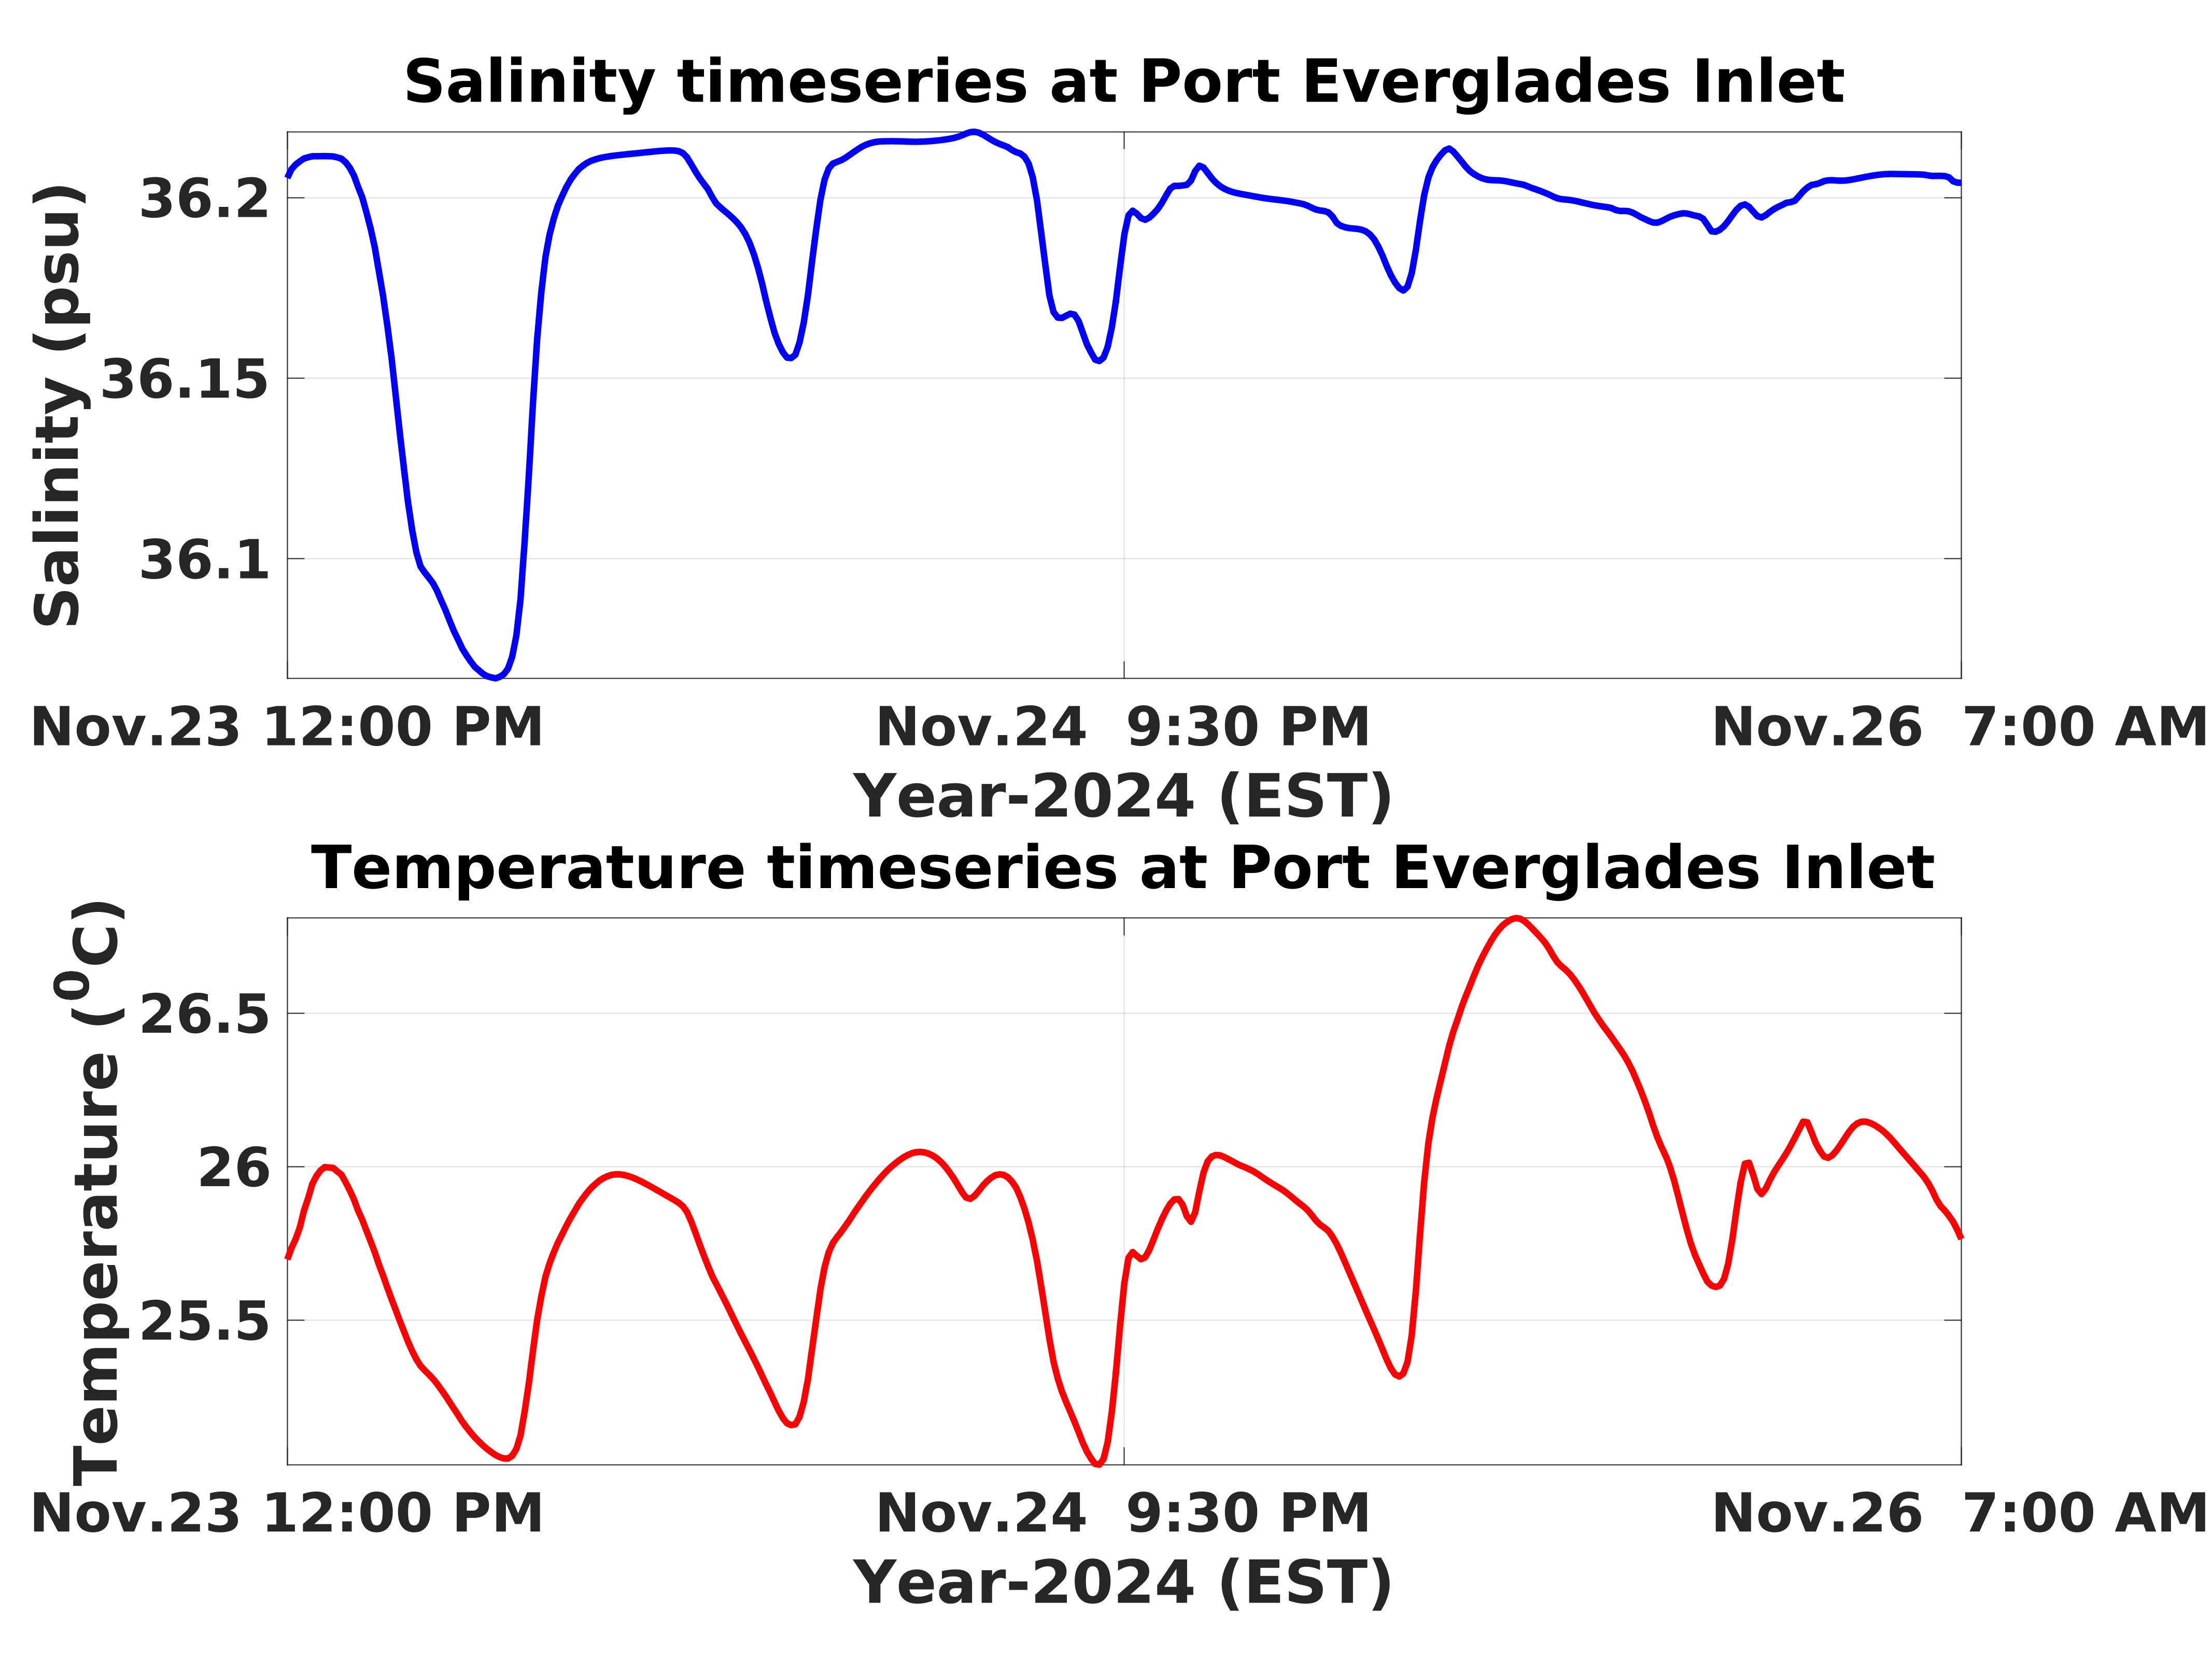 Salinity timeseries at Port Everglades Inlet
Salinity (psu)
36.2
36.15
36.1
Nov.23 12:00 PM
Nov.24  9:30 PM
Nov.26  7:00 AM
Year-2024 (EST)
Temperature timeseries at Port Everglades Inlet
Temperature (⁰C)
26.5
26
25.5
Nov.23 12:00 PM
Nov.24  9:30 PM
Nov.26  7:00 AM
Year-2024 (EST)